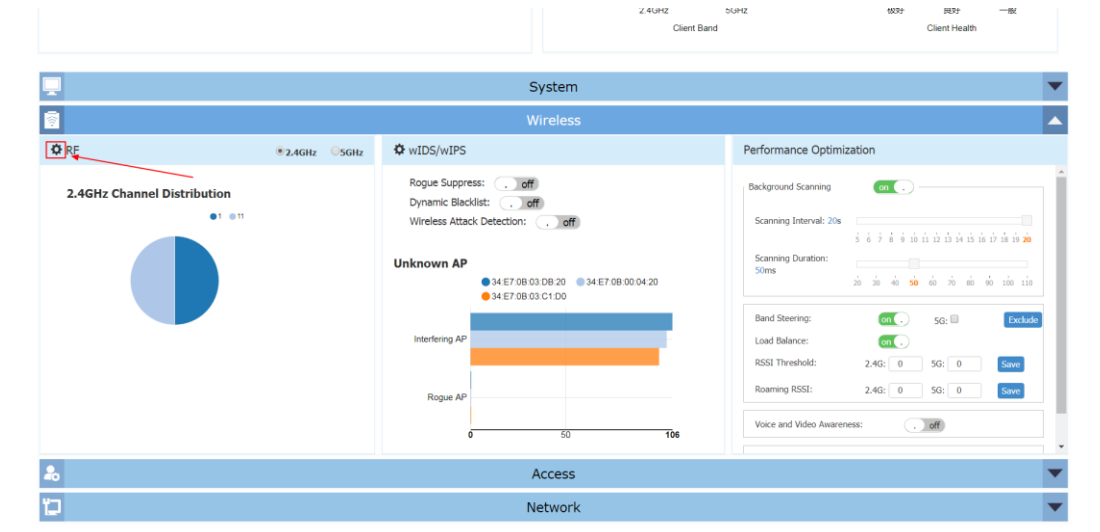 2.4GHz 5GHz 极好 良好 一般
Client Band Client Health
System
Wireless
RF 2.4GHz 5GHz
wIDS/wIPS
Performance Optimization
2.4GHz Channel Distribution
1 11
Rogue Suppress: . off
Dynamic Blacklist: . off
Wireless Attack Detection: . off
Unknown AP
34:E7:0B:03:DB:20 34:E7:0B:00:04:20
34:E7:0B:03:C1:D0
Interfering AP
Rogue AP
0 50 106
Background Scanning on .
Scanning Interval: 20s
5 6 7 8 9 10 11 12 13 14 15 16 17 18 19 20
Scanning Duration:
50ms
20 30 40 50 60 70 80 90 100 110
Band Steering: on . 5G: Exclude
Load Balance: on .
RSSI Threshold: 2.4G: 0 5G: 0 Save
Roaming RSSI: 2.4G: 0 5G: 0 Save
Voice and Video Awareness: . off
Access
Network